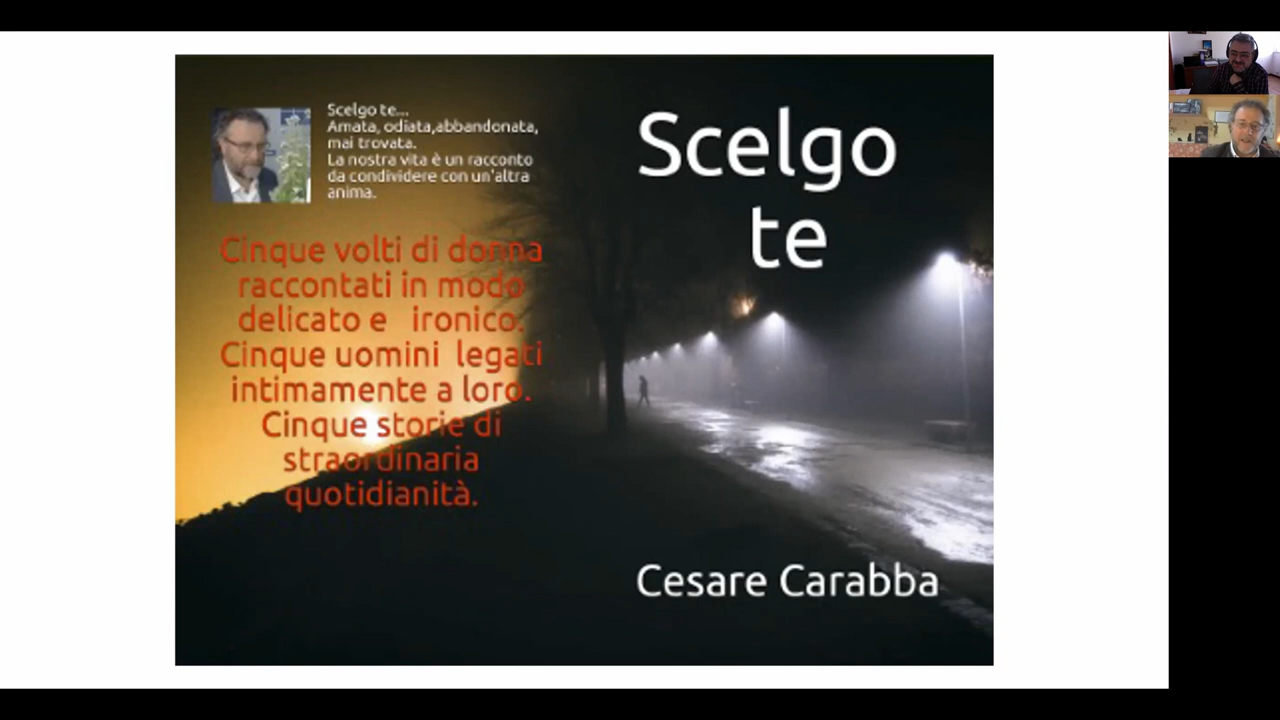 Scelgo te...
Amata, odiata,abbandonata,
mai trovata.
La nostra vita è un racconto
da condividere con un'altra
anima.
Cinque volti di donna
raccontati in modo
delicato e ironico.
Cinque uomini legati
intimamente a loro.
Cinque storie di
straordinaria
quotidianità.
Scelgo
te
Cesare Carabba